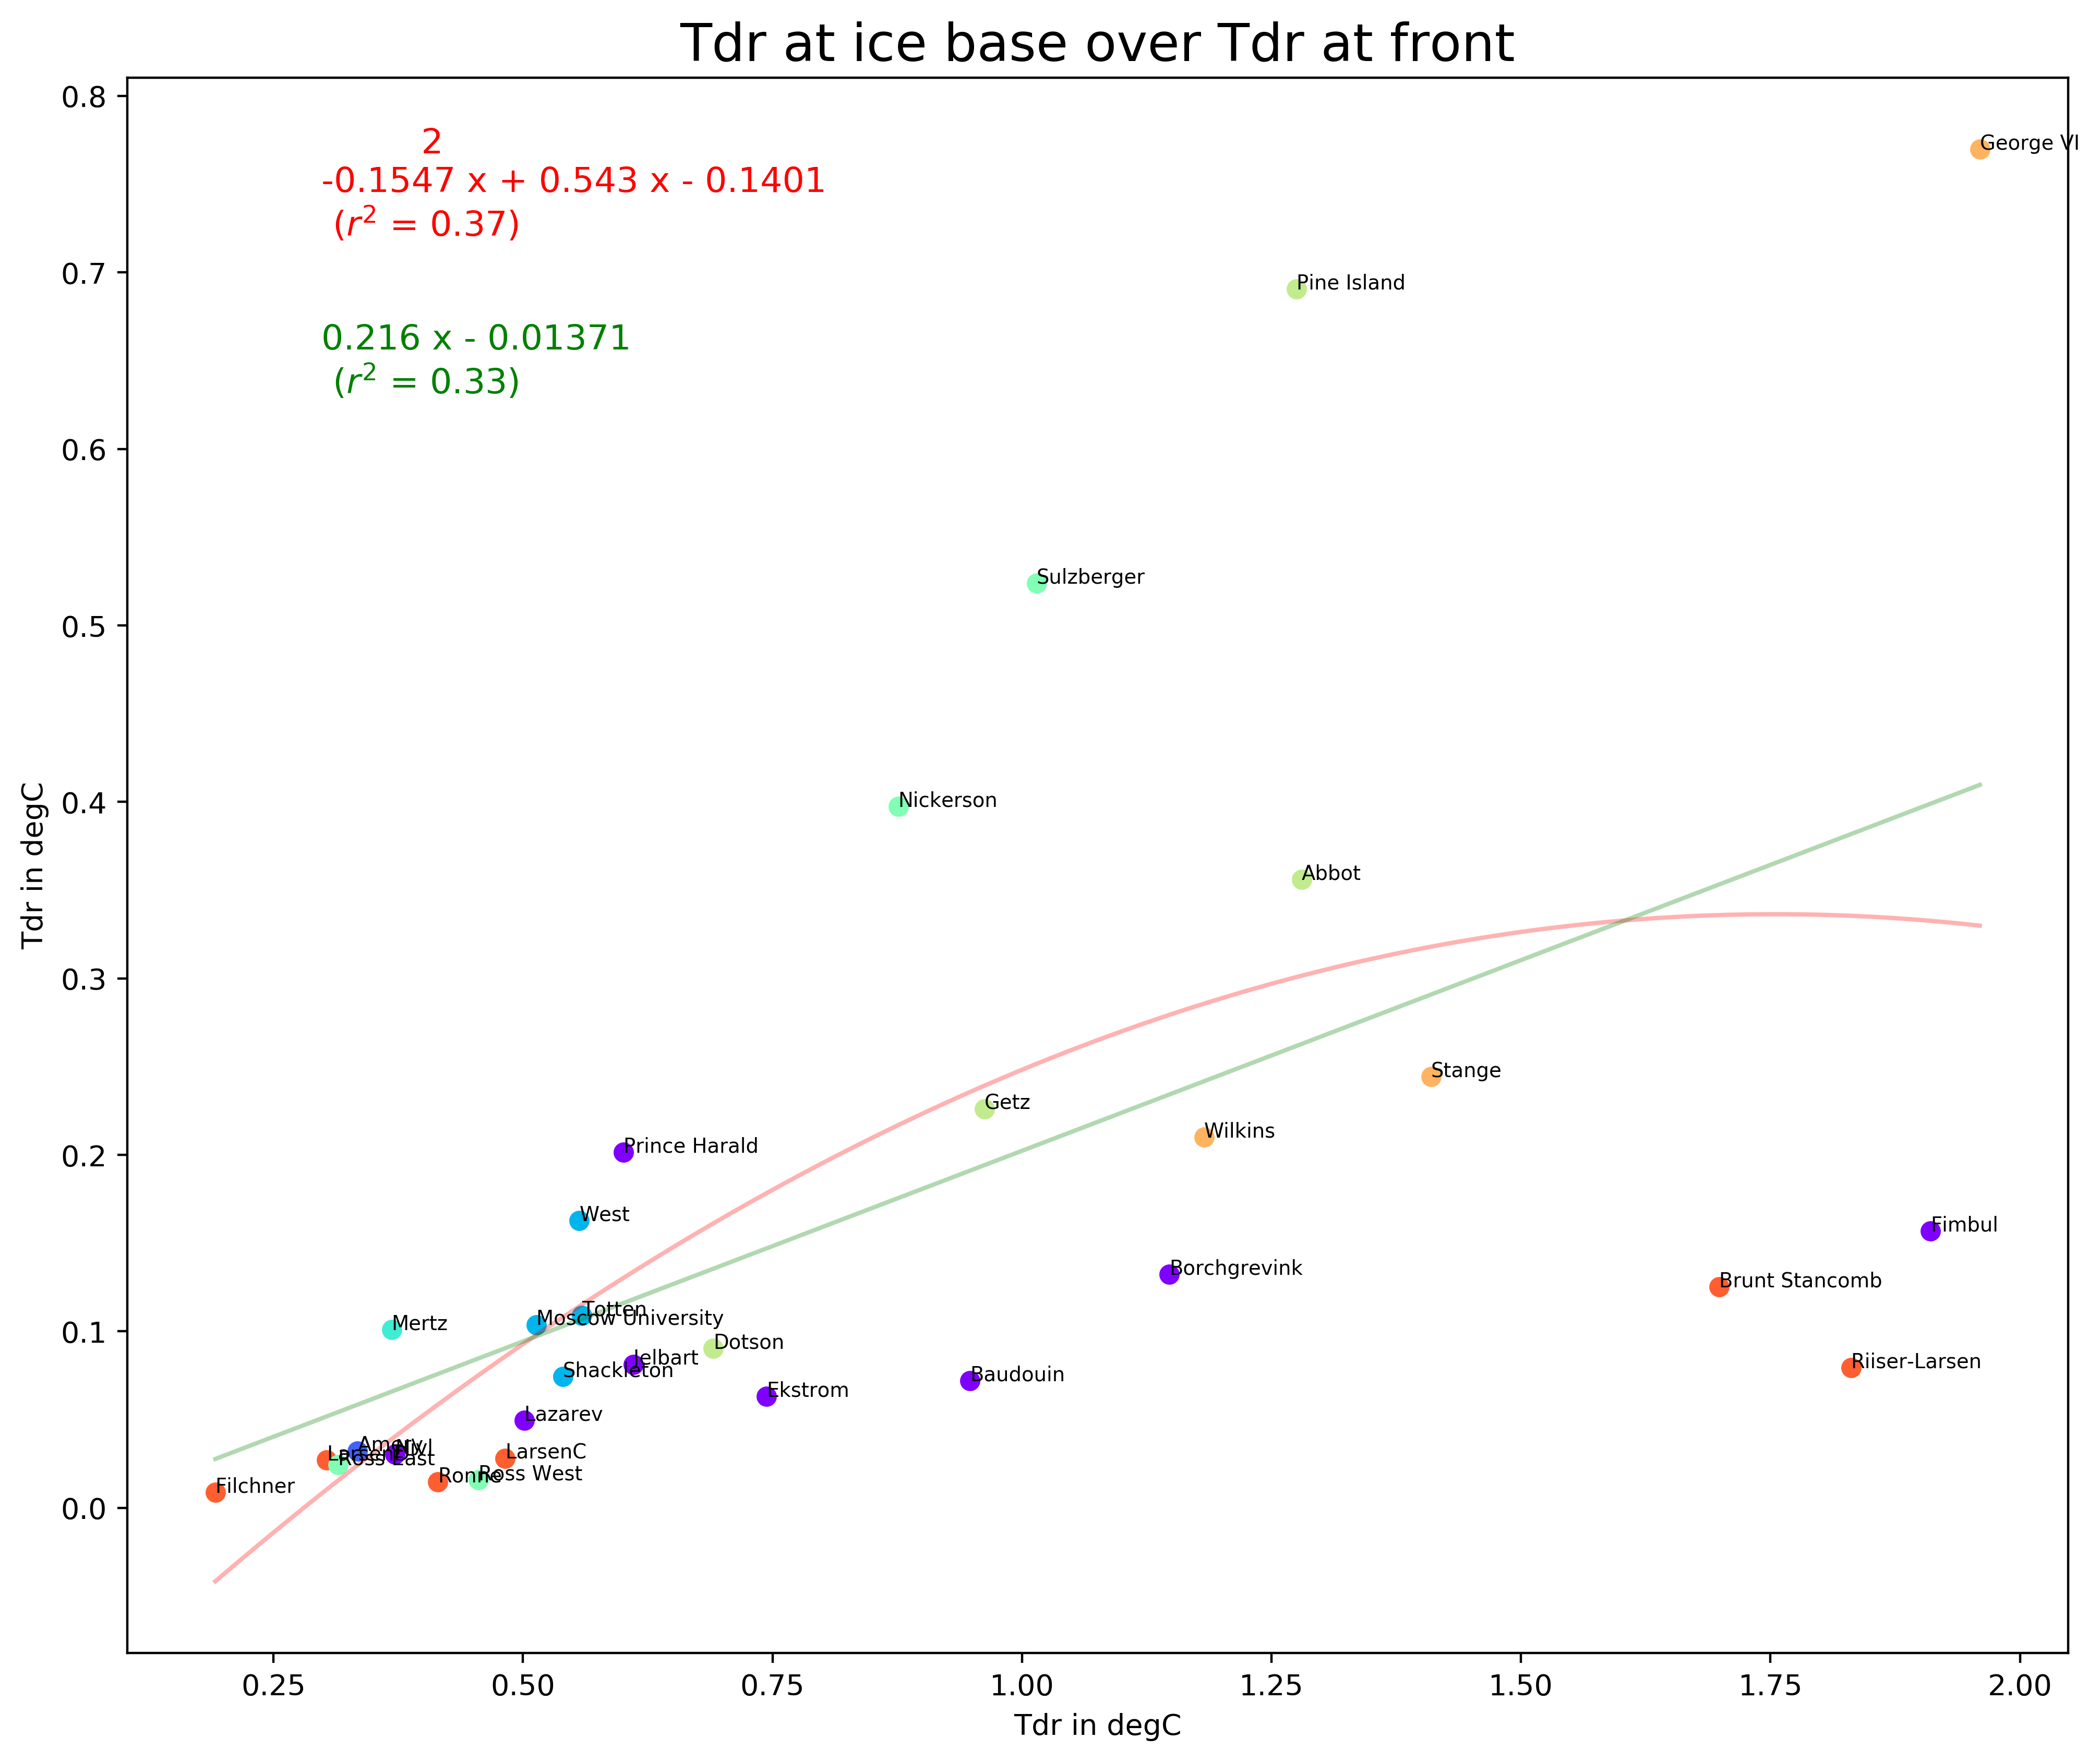 Tdr at ice base over Tdr at front
2
-0.1547 x + 0.543 x - 0.1401
(r² = 0.37)
0.216 x - 0.01371
(r² = 0.33)
George VI
Pine Island
Sulzberger
Nickerson
Abbot
Stange
Getz
Wilkins
Prince Harald
West
Fimbul
Borchgrevink
Brunt Stancomb
Totten
Moscow University
Mertz
Dotson
Jelbart
Riiser-Larsen
Shackleton
Baudouin
Ekstrom
Lazarev
Amery
LarsenC
Ross East
Ronne
Ross West
Filchner
0.8
0.7
0.6
0.5
0.4
0.3
0.2
0.1
0.0
Tdr in degC
0.25 0.50 0.75 1.00 1.25 1.50 1.75 2.00
Tdr in degC